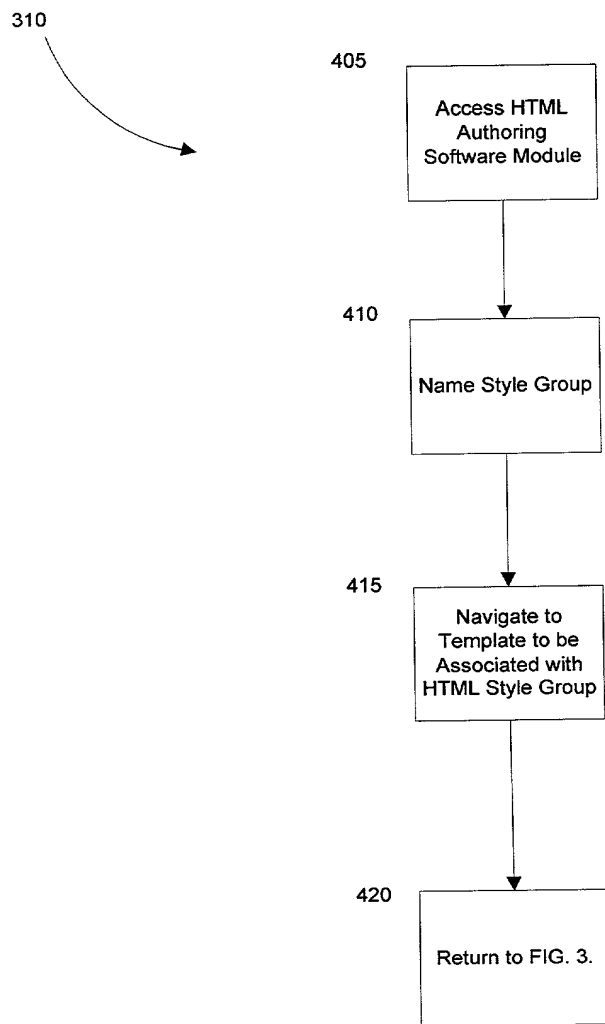 310
405
Access HTML
Authoring
Software Module
410
Name Style Group
415
Navigate to
Template to be
Associated with
HTML Style Group
420
Return to FIG. 3.